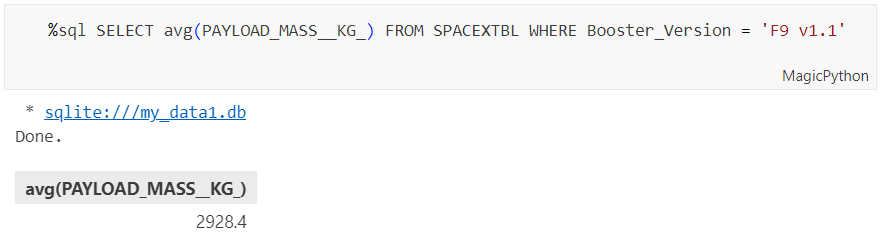 %sql SELECT avg(PAYLOAD_MASS__KG_) FROM SPACEXTBL WHERE Booster_Version = 'F9 v1.1'
MagicPython
* sqlite:///my_data1.db
Done.
avg(PAYLOAD_MASS__KG_)
2928.4